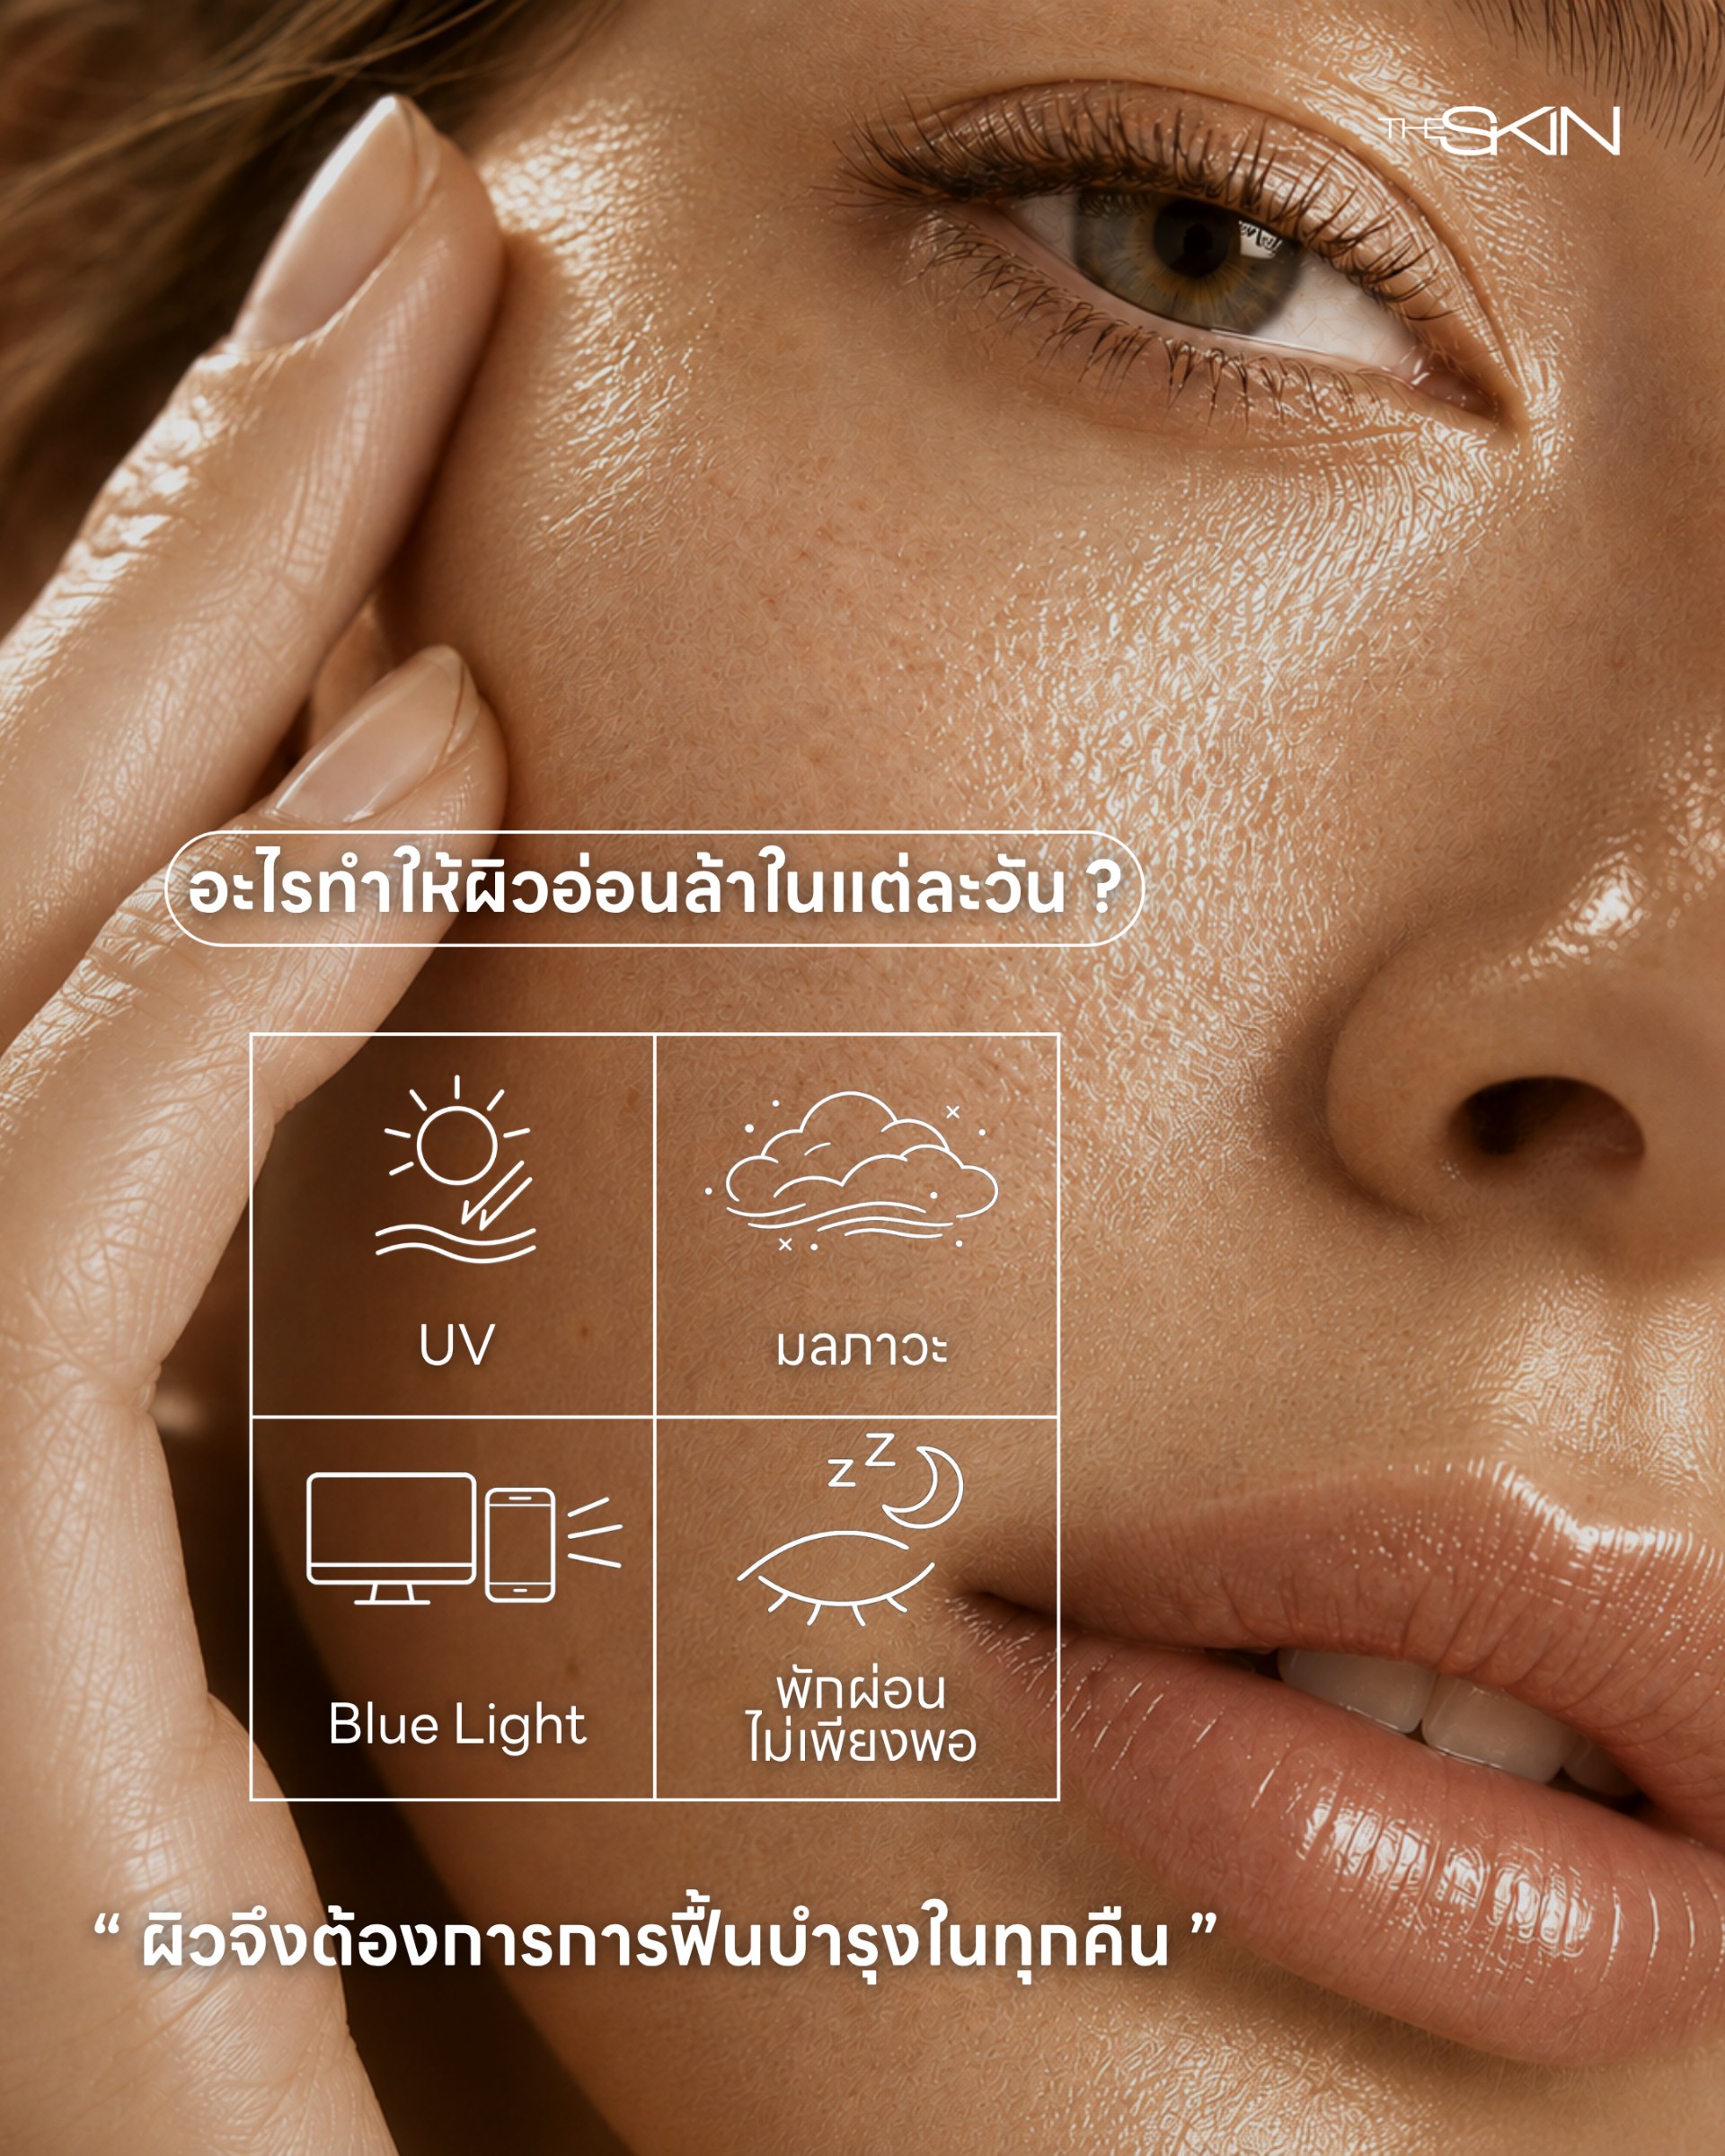 THE SKIN
อะไรทำให้ผิวอ่อนล้าในแต่ละวัน ?
UV
มลภาวะ
z z
Blue Light
พักผ่อน
ไม่เพียงพอ
“ ผิวจึงต้องการการฟื้นบำรุงในทุกคืน ”